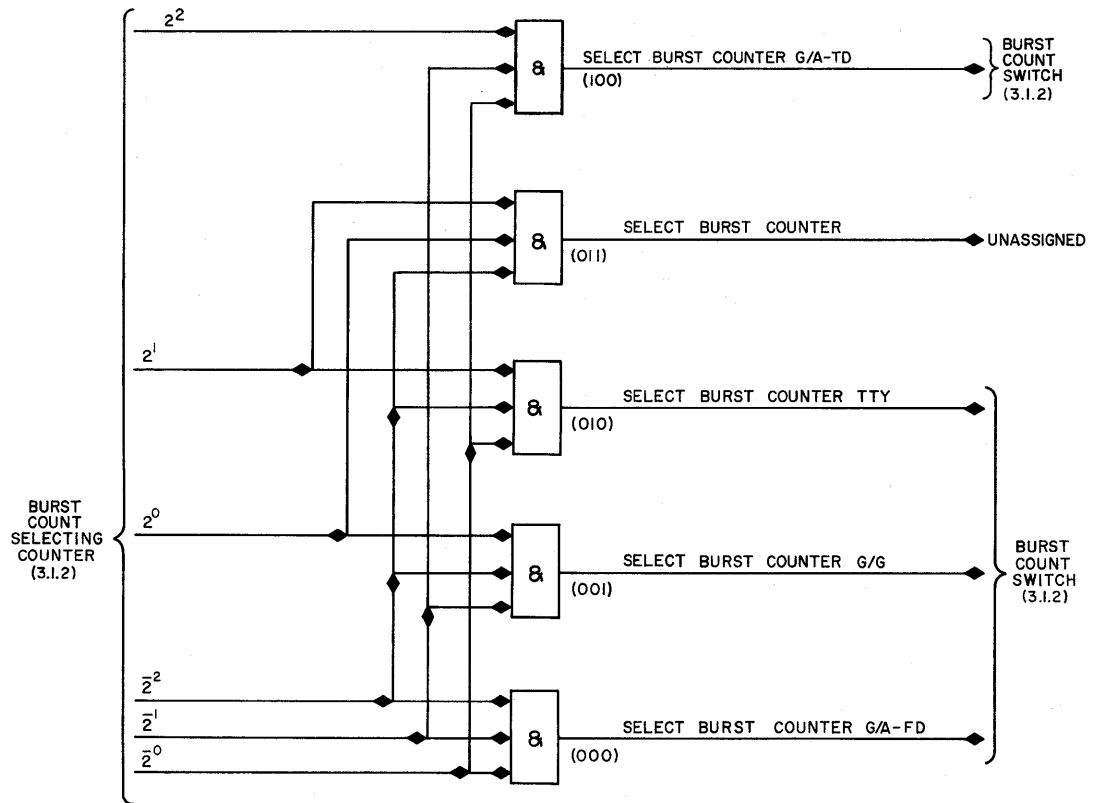 2²
&
SELECT BURST COUNTER G/A-TD
(100)
BURST
COUNT
SWITCH
(3.1.2)
&
SELECT BURST COUNTER
(011)
UNASSIGNED
2¹
&
SELECT BURST COUNTER TTY
(010)
BURST
COUNT
SELECTING
COUNTER
(3.1.2)
2⁰
&
SELECT BURST COUNTER G/G
(001)
BURST
COUNT
SWITCH
(3.1.2)
2̅²
2̅¹
2̅⁰
&
SELECT BURST COUNTER G/A-FD
(000)